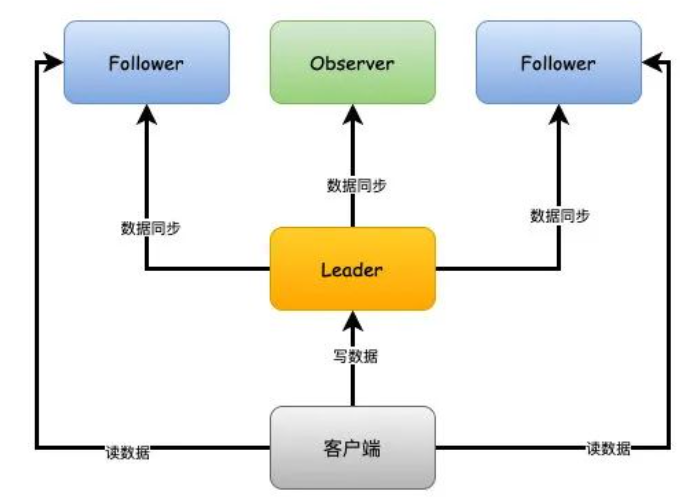 Follower
Observer
Follower
数据同步
数据同步
数据同步
Leader
写数据
读数据
客户端
读数据